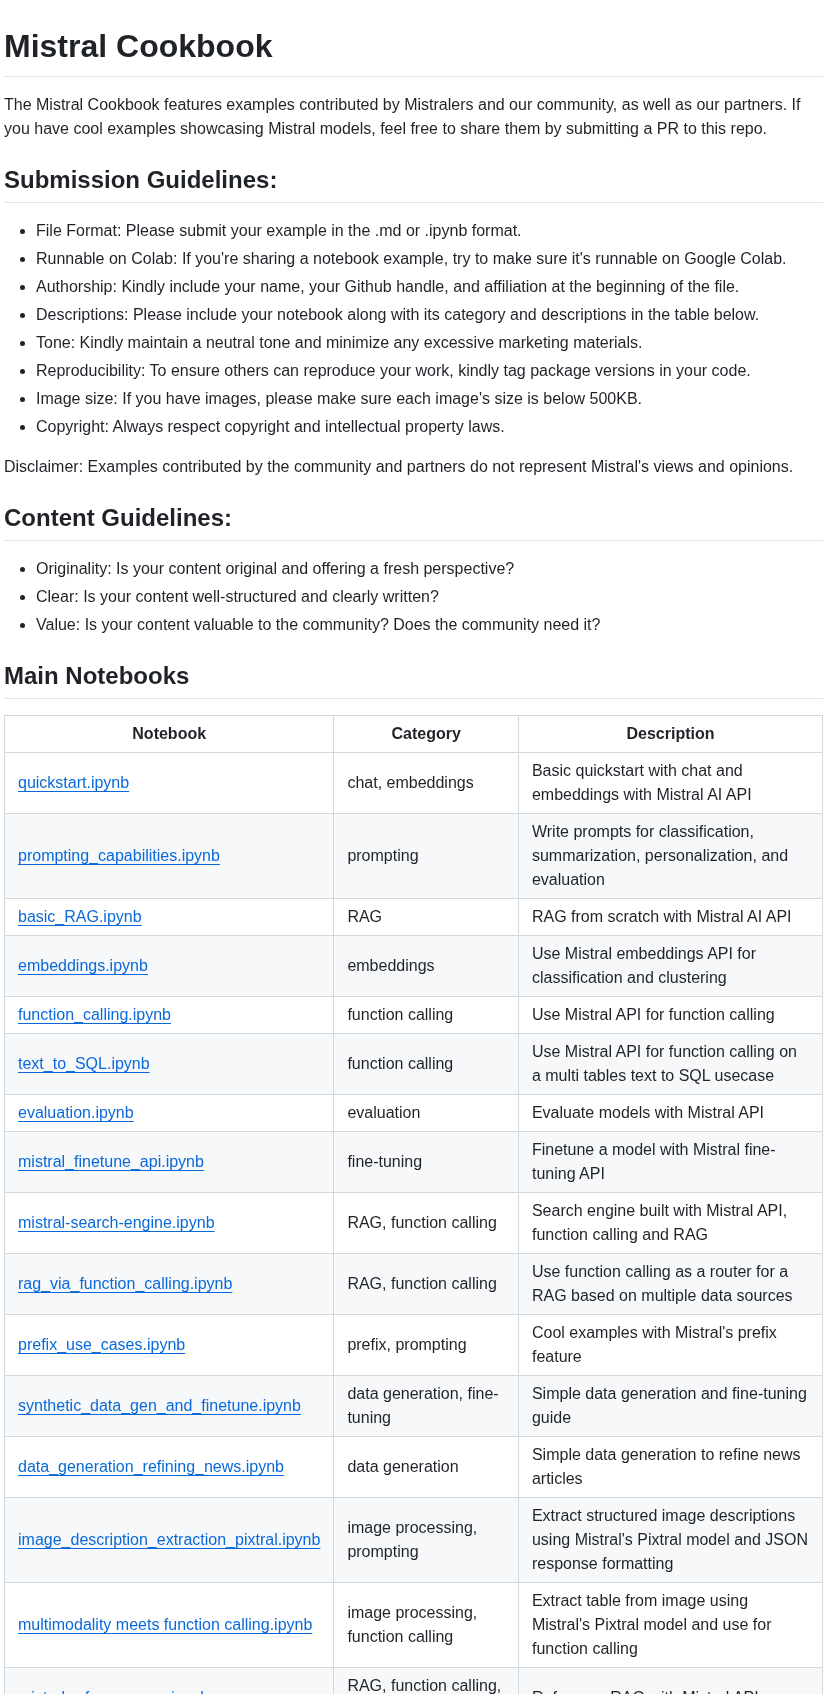 Mistral Cookbook
The Mistral Cookbook features examples contributed by Mistralers and our community, as well as our partners. If
you have cool examples showcasing Mistral models, feel free to share them by submitting a PR to this repo.
Submission Guidelines:
File Format: Please submit your example in the .md or .ipynb format.
Runnable on Colab: If you're sharing a notebook example, try to make sure it's runnable on Google Colab.
Authorship: Kindly include your name, your Github handle, and affiliation at the beginning of the file.
Descriptions: Please include your notebook along with its category and descriptions in the table below.
Tone: Kindly maintain a neutral tone and minimize any excessive marketing materials.
Reproducibility: To ensure others can reproduce your work, kindly tag package versions in your code.
Image size: If you have images, please make sure each image's size is below 500KB.
Copyright: Always respect copyright and intellectual property laws.
Disclaimer: Examples contributed by the community and partners do not represent Mistral's views and opinions.
Content Guidelines:
Originality: Is your content original and offering a fresh perspective?
Clear: Is your content well-structured and clearly written?
Value: Is your content valuable to the community? Does the community need it?
Main Notebooks
Notebook Category Description
quickstart.ipynb chat, embeddings Basic quickstart with chat and
embeddings with Mistral AI API
prompting_capabilities.ipynb prompting Write prompts for classification,
summarization, personalization, and
evaluation
basic_RAG.ipynb RAG RAG from scratch with Mistral AI API
embeddings.ipynb embeddings Use Mistral embeddings API for
classification and clustering
function_calling.ipynb function calling Use Mistral API for function calling
text_to_SQL.ipynb function calling Use Mistral API for function calling on
a multi tables text to SQL usecase
evaluation.ipynb evaluation Evaluate models with Mistral API
mistral_finetune_api.ipynb fine-tuning Finetune a model with Mistral fine-
tuning API
mistral-search-engine.ipynb RAG, function calling Search engine built with Mistral API,
function calling and RAG
rag_via_function_calling.ipynb RAG, function calling Use function calling as a router for a
RAG based on multiple data sources
prefix_use_cases.ipynb prefix, prompting Cool examples with Mistral's prefix
feature
synthetic_data_gen_and_finetune.ipynb data generation, fine-
tuning Simple data generation and fine-tuning
guide
data_generation_refining_news.ipynb data generation Simple data generation to refine news
articles
image_description_extraction_pixtral.ipynb image processing,
prompting Extract structured image descriptions
using Mistral's Pixtral model and JSON
response formatting
multimodality meets function calling.ipynb image processing,
function calling Extract table from image using
Mistral's Pixtral model and use for
function calling
RAG, function calling,